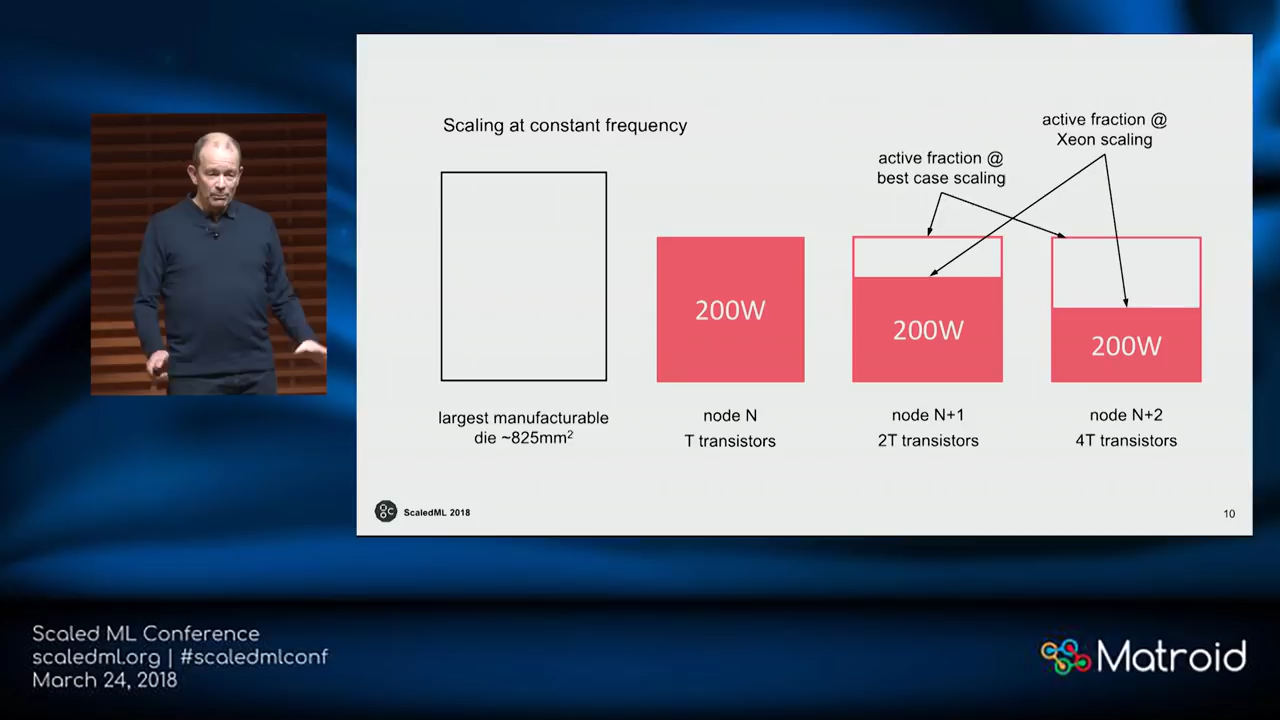 Scaling at constant frequency
active fraction @
best case scaling
active fraction @
Xeon scaling
200W
200W
200W
largest manufacturable
die ~825mm²
node N
T transistors
node N+1
2T transistors
node N+2
4T transistors
ScaledML 2018
10
Scaled ML Conference
scaledml.org | #scaledmlconf
March 24, 2018
Matroid